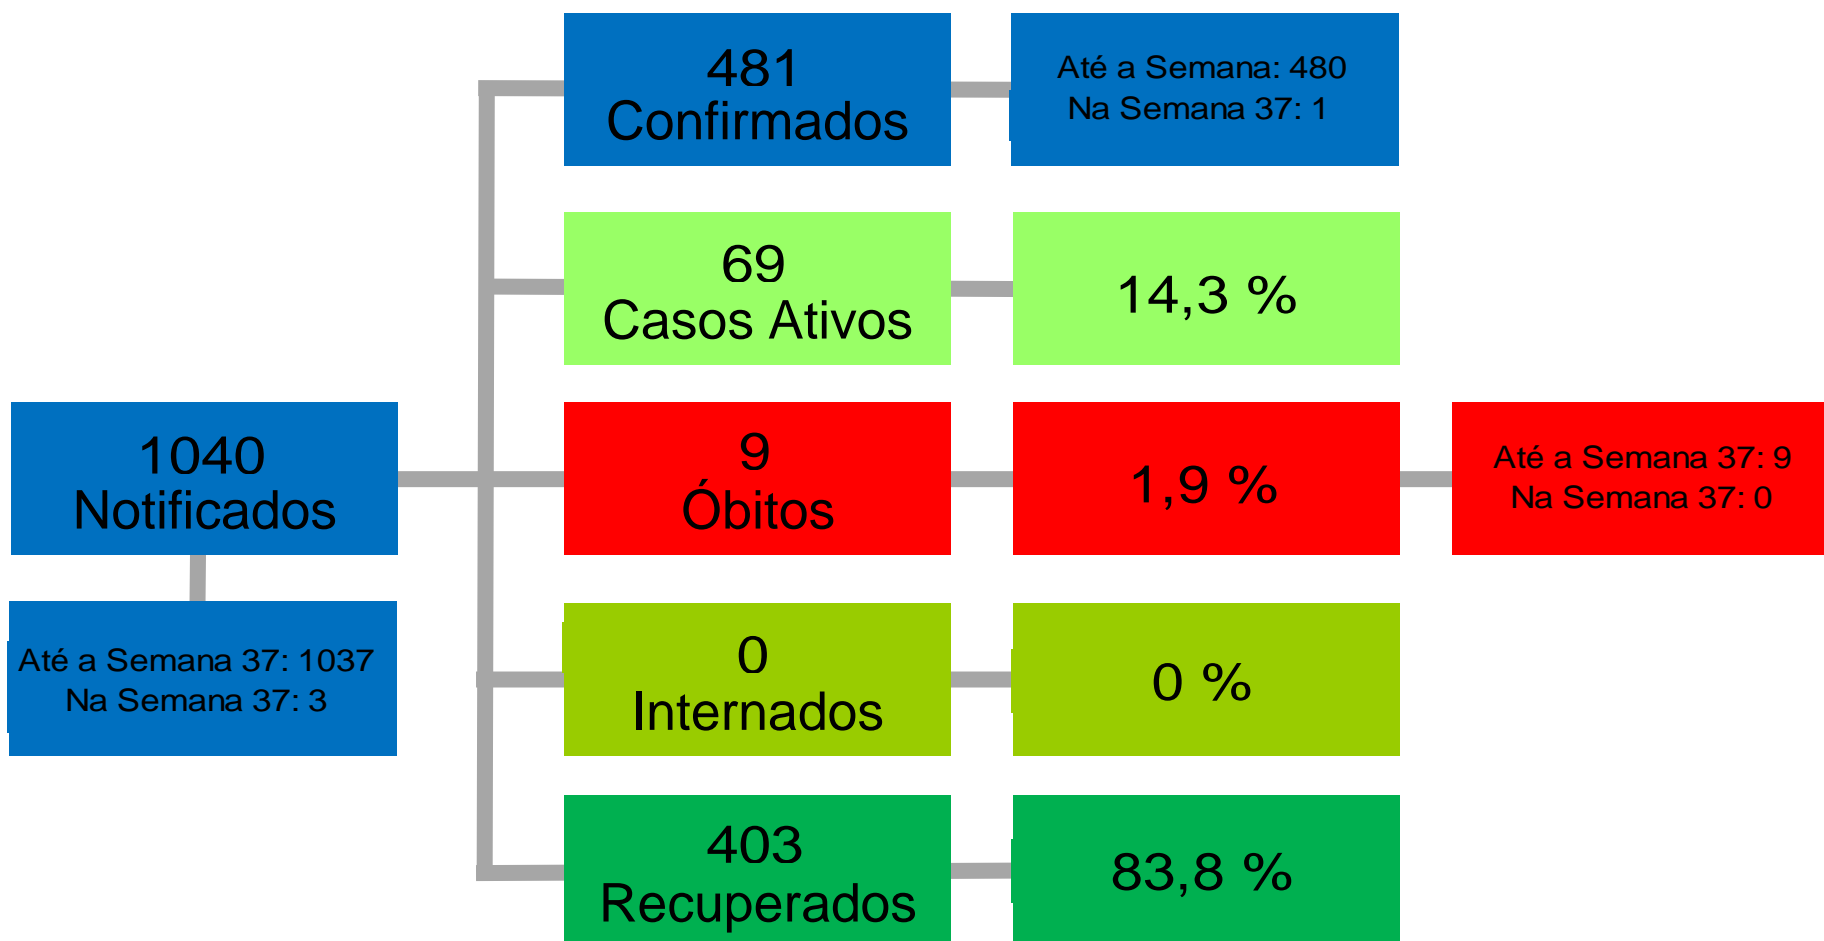 481
Confirmados
Até a Semana: 480
Na Semana 37: 1
69
Casos Ativos
14,3 %
1040
Notificados
9
Óbitos
1,9 %
Até a Semana 37: 9
Na Semana 37: 0
Até a Semana 37: 1037
Na Semana 37: 3
0
Internados
0 %
403
Recuperados
83,8 %